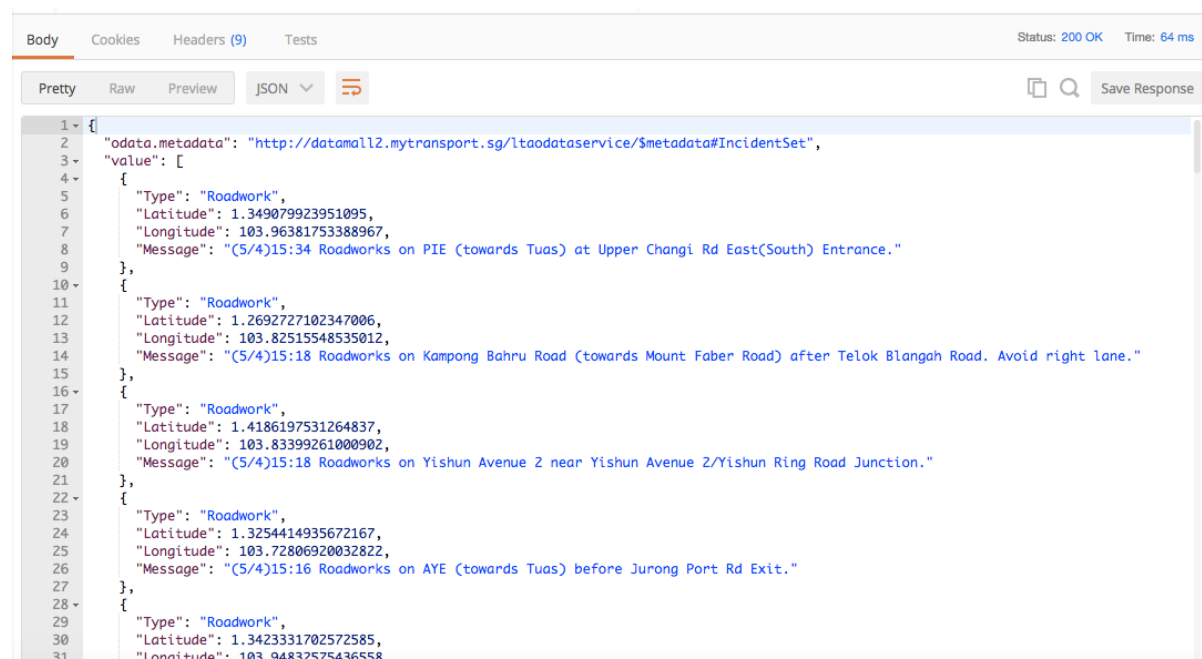 Body Cookies Headers (9) Tests Status: 200 OK Time: 64 ms
Pretty Raw Preview JSON Save Response
1 {
2 "odata.metadata": "http://datamall2.mytransport.sg/ltaodataservice/$metadata#IncidentSet",
3 "value": [
4 {
5 "Type": "Roadwork",
6 "Latitude": 1.349079923951095,
7 "Longitude": 103.96381753388967,
8 "Message": "(5/4)15:34 Roadworks on PIE (towards Tuas) at Upper Changi Rd East(South) Entrance."
9 },
10 {
11 "Type": "Roadwork",
12 "Latitude": 1.2692727102347006,
13 "Longitude": 103.82515548535012,
14 "Message": "(5/4)15:18 Roadworks on Kampong Bahru Road (towards Mount Faber Road) after Telok Blangah Road. Avoid right lane."
15 },
16 {
17 "Type": "Roadwork",
18 "Latitude": 1.4186197531264837,
19 "Longitude": 103.83399261000902,
20 "Message": "(5/4)15:18 Roadworks on Yishun Avenue 2 near Yishun Avenue 2/Yishun Ring Road Junction."
21 },
22 {
23 "Type": "Roadwork",
24 "Latitude": 1.3254414935672167,
25 "Longitude": 103.72806920032822,
26 "Message": "(5/4)15:16 Roadworks on AYE (towards Tuas) before Jurong Port Rd Exit."
27 },
28 {
29 "Type": "Roadwork",
30 "Latitude": 1.3423331702572585,
31 "Longitude": 103.94832575436558